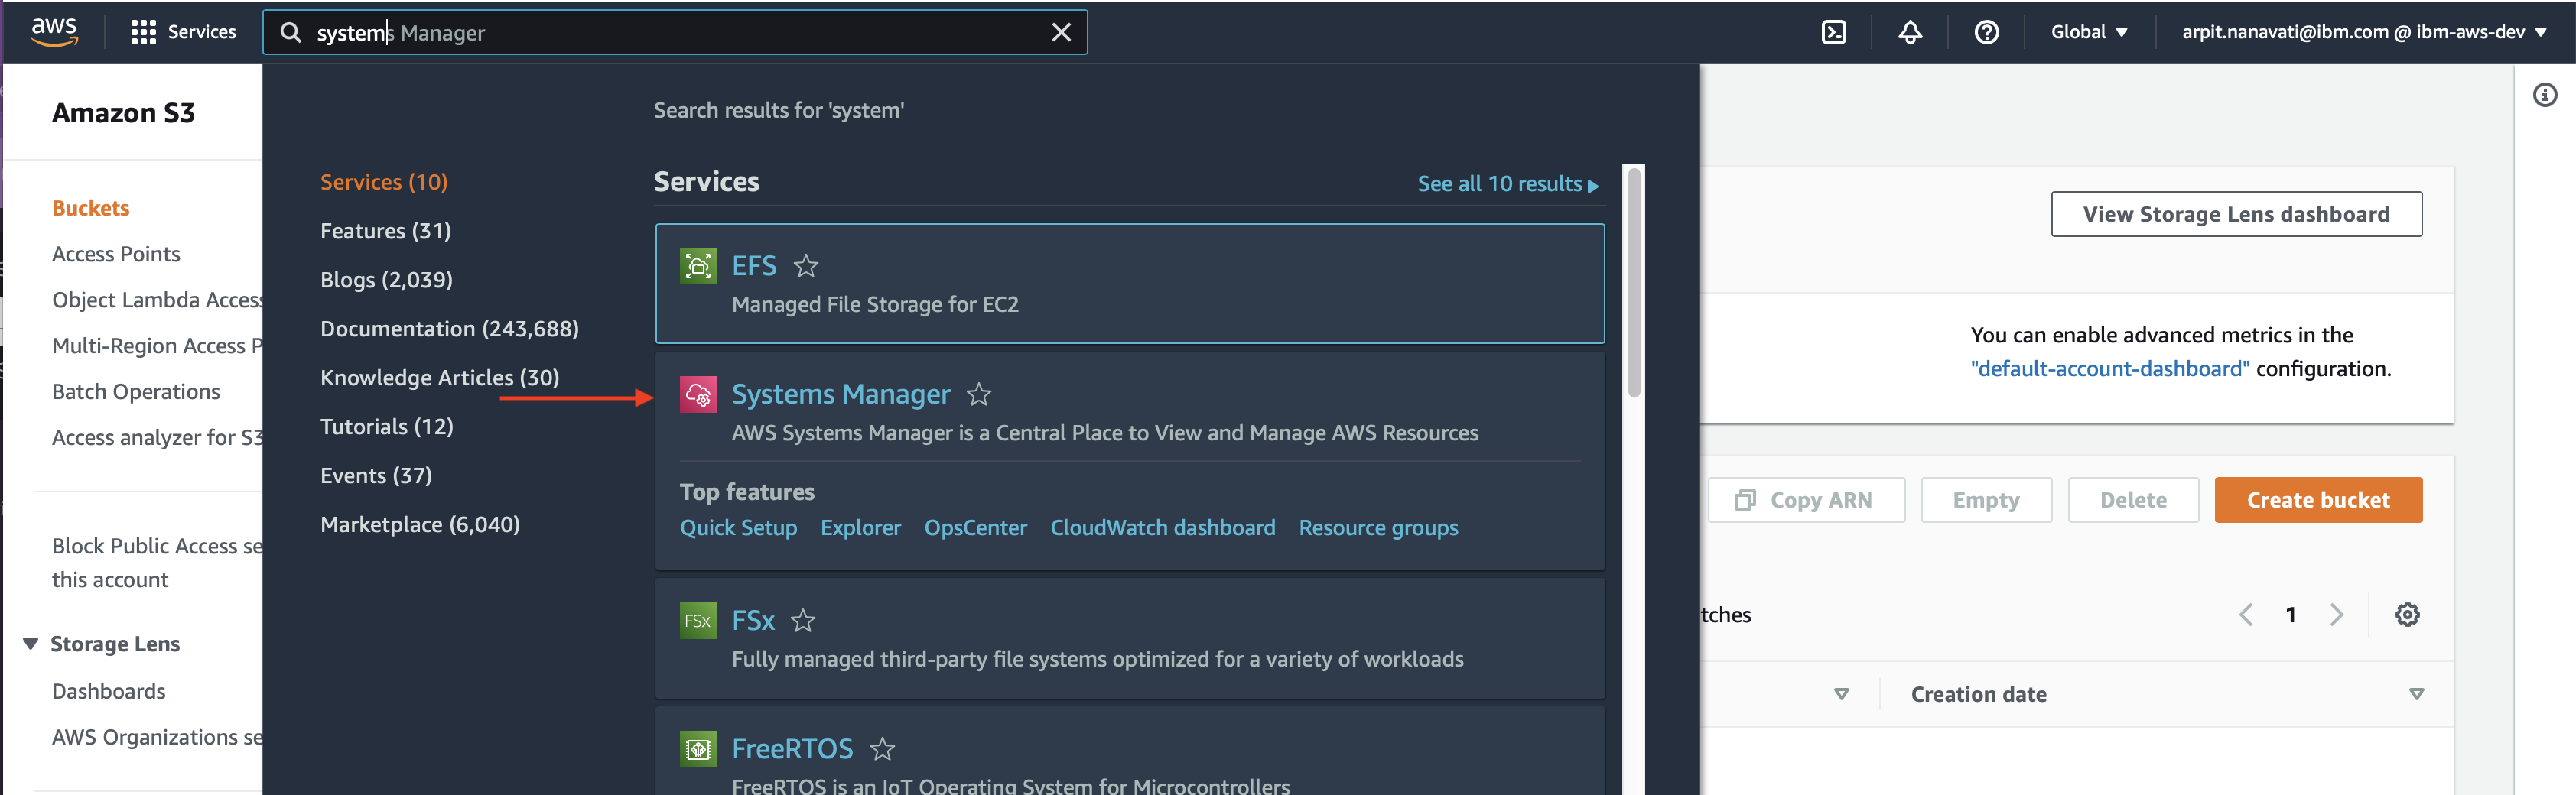 aws
Services
systems Manager
Global
arpit.nanavati@ibm.com @ ibm-aws-dev
Amazon S3
Buckets
Access Points
Object Lambda Access
Multi-Region Access P
Batch Operations
Access analyzer for S3
Block Public Access se
this account
Storage Lens
Dashboards
AWS Organizations se
Search results for 'system'
Services (10)
Features (31)
Blogs (2,039)
Documentation (243,688)
Knowledge Articles (30)
Tutorials (12)
Events (37)
Marketplace (6,040)
Services
See all 10 results
EFS
Managed File Storage for EC2
Systems Manager
AWS Systems Manager is a Central Place to View and Manage AWS Resources
Top features
Quick Setup Explorer OpsCenter CloudWatch dashboard Resource groups
FSx
FSx
Fully managed third-party file systems optimized for a variety of workloads
FreeRTOS
FreeRTOS is an IoT Operating System for Microcontrollers
View Storage Lens dashboard
You can enable advanced metrics in the
"default-account-dashboard" configuration.
Copy ARN
Empty
Delete
Create bucket
tches
1
Creation date